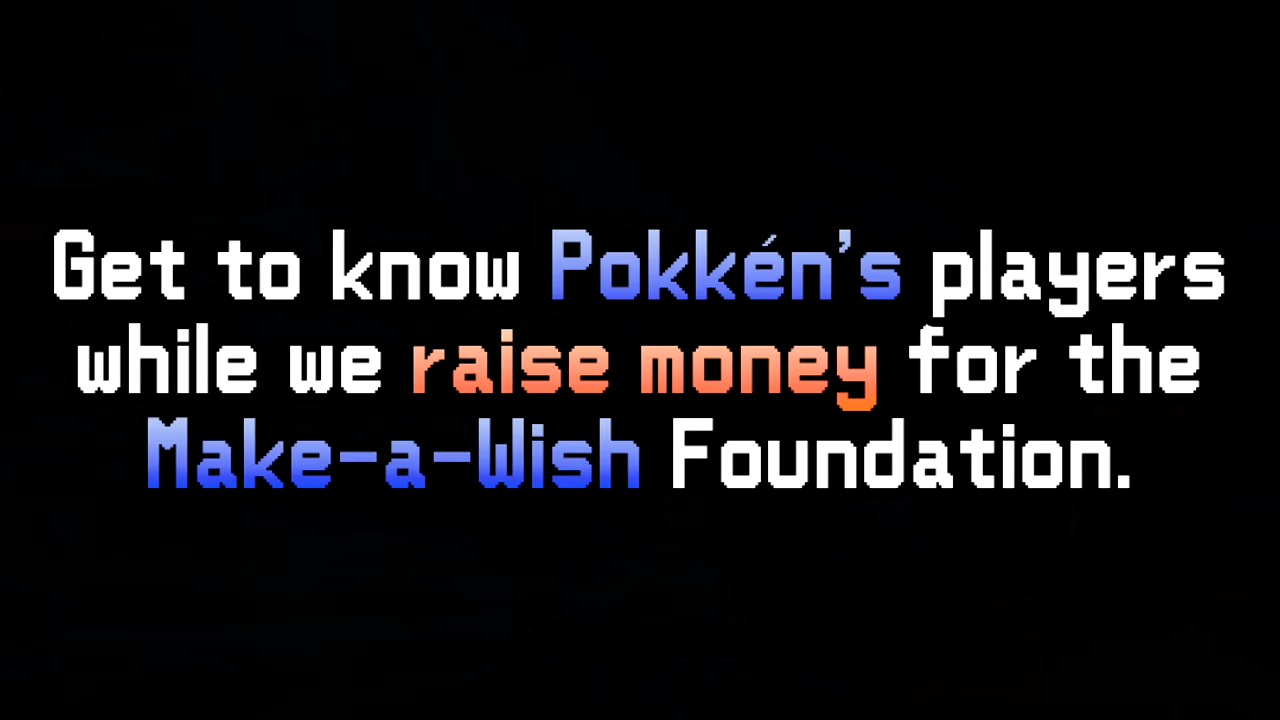 Get to know Pokkén's players
while we raise money for the
Make-a-Wish Foundation.